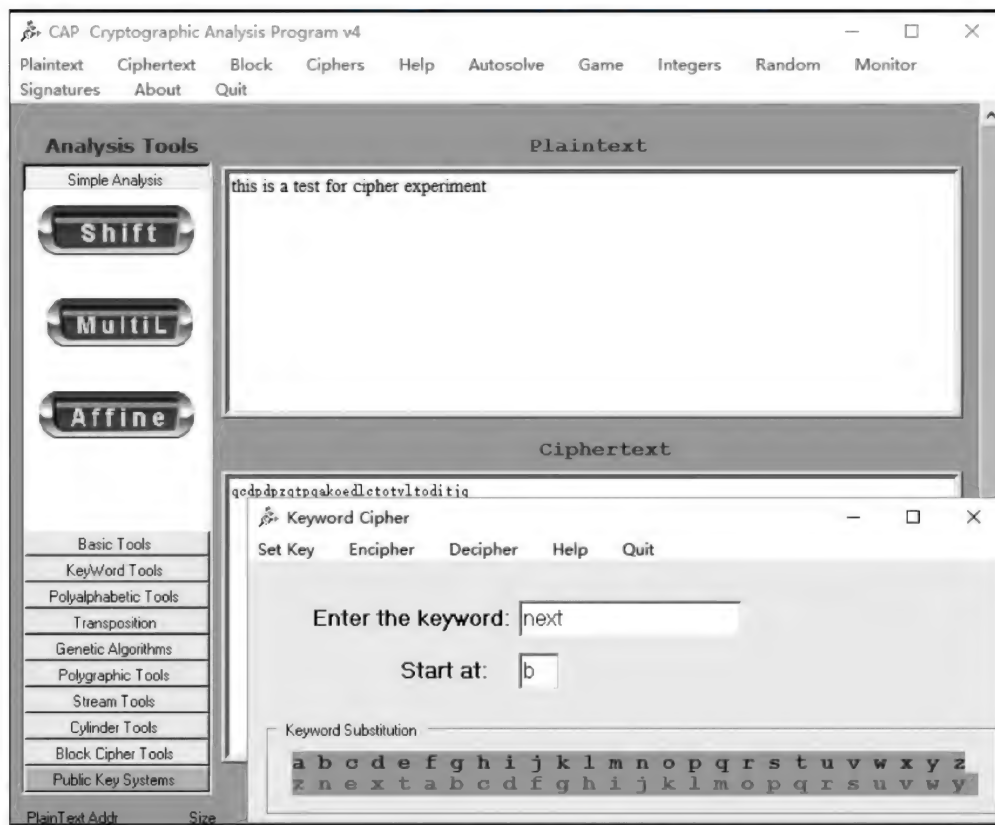 CAP Cryptographic Analysis Program v4
Plaintext Ciphertext Block Ciphers Help Autosolve Game Integers Random Monitor
Signatures About Quit
Analysis Tools
Simple Analysis
Shift
MultiL
Affine
Basic Tools
KeyWord Tools
Polyalphabetic Tools
Transposition
Genetic Algorithms
Polygraphic Tools
Stream Tools
Cylinder Tools
Block Cipher Tools
Public Key Systems
PlainText Addr Size
Plaintext
this is a test for cipher experiment
Ciphertext
qcdpdpzqtpqakoedlctotvltoditjq
Keyword Cipher
Set Key Encipher Decipher Help Quit
Enter the keyword: next
Start at: b
Keyword Substitution
a b c d e f g h i j k l m n o p q r s t u v w x y z
z n e x t a b c d f g h i j k l m o p q r s u v w y